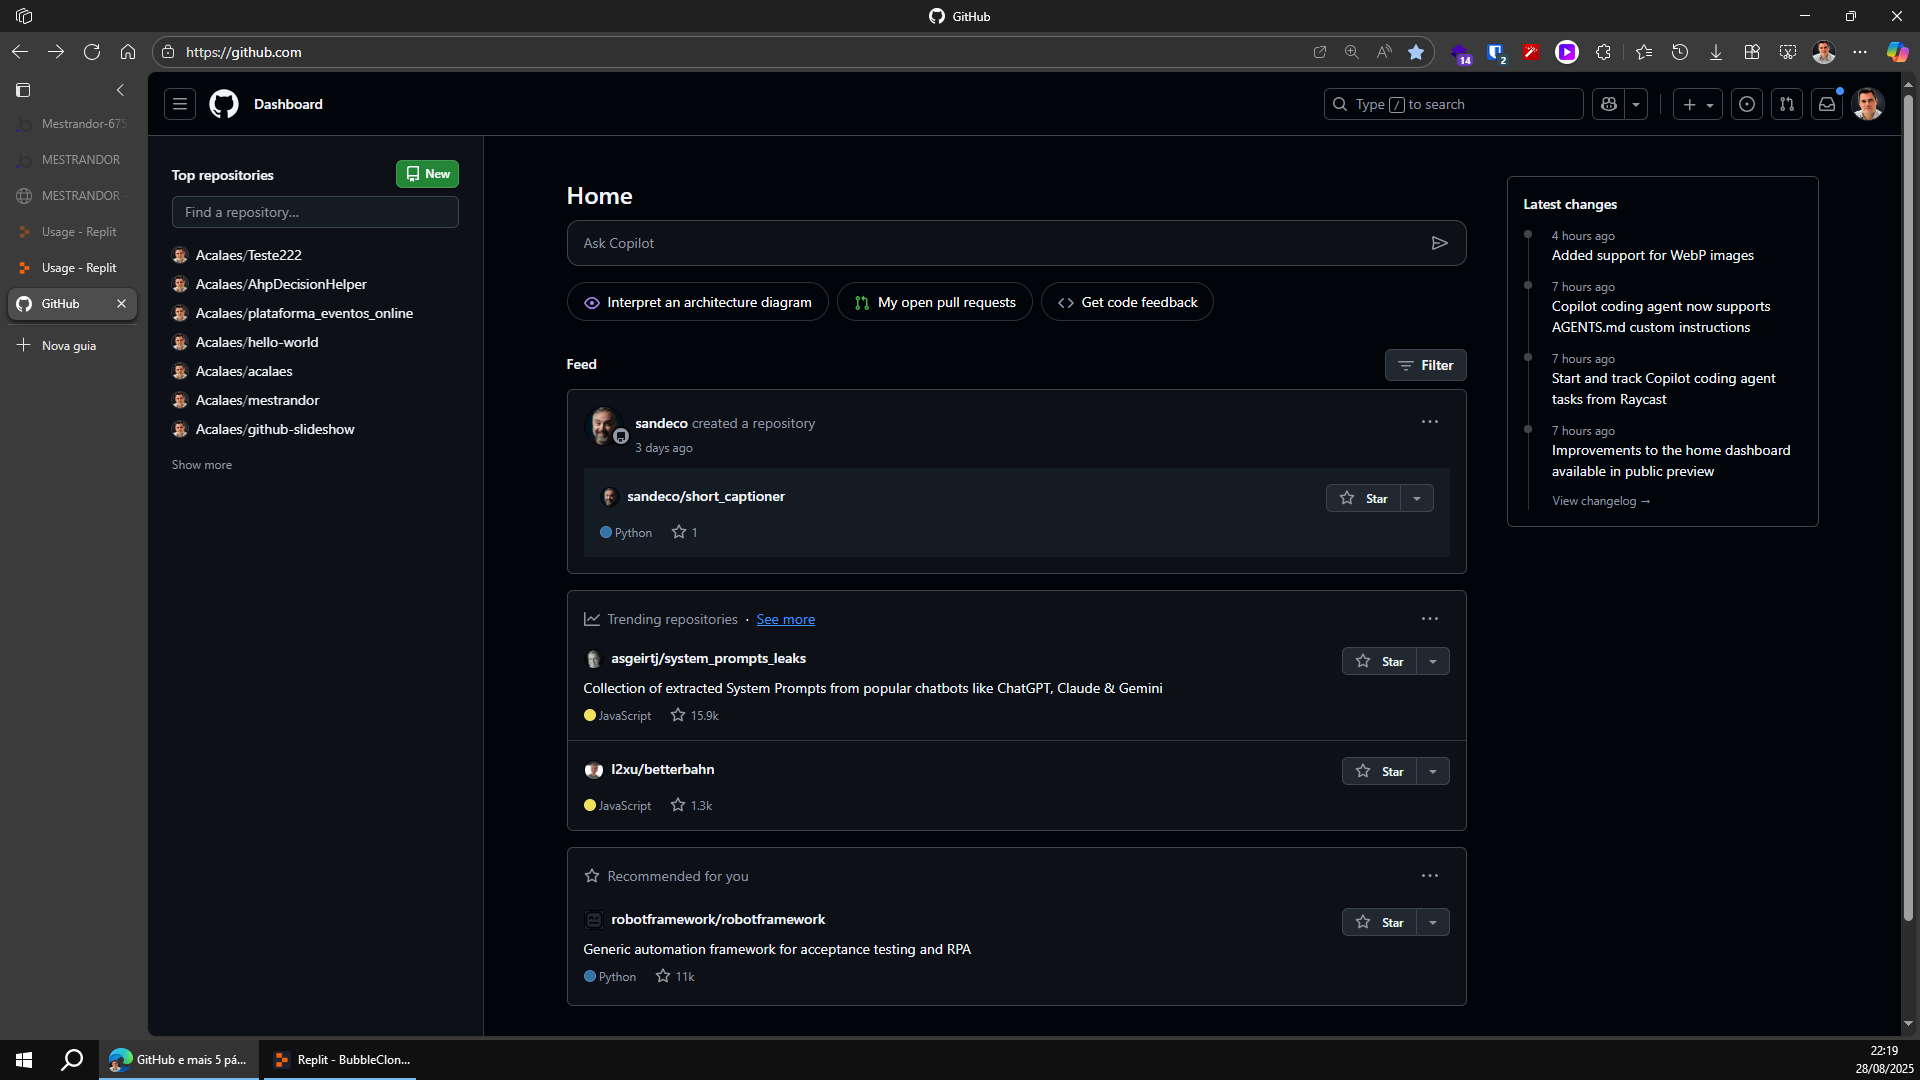 GitHub
https://github.com
14
2
Mestrandor-675
MESTRANDOR
MESTRANDOR
Usage - Replit
Usage - Replit
GitHub
Nova guia
Dashboard
Type / to search
Top repositories
New
Find a repository...
Acalaes/Teste222
Acalaes/AhpDecisionHelper
Acalaes/plataforma_eventos_online
Acalaes/hello-world
Acalaes/acalaes
Acalaes/mestrandor
Acalaes/github-slideshow
Show more
Home
Ask Copilot
Interpret an architecture diagram
My open pull requests
Get code feedback
Feed
Filter
sandeco created a repository
3 days ago
sandeco/short_captioner
Star
Python
1
Trending repositories · See more
asgeirtj/system_prompts_leaks
Star
Collection of extracted System Prompts from popular chatbots like ChatGPT, Claude & Gemini
JavaScript
15.9k
l2xu/betterbahn
Star
JavaScript
1.3k
Recommended for you
robotframework/robotframework
Star
Generic automation framework for acceptance testing and RPA
Python
11k
Latest changes
4 hours ago
Added support for WebP images
7 hours ago
Copilot coding agent now supports
AGENTS.md custom instructions
7 hours ago
Start and track Copilot coding agent
tasks from Raycast
7 hours ago
Improvements to the home dashboard
available in public preview
View changelog →
GitHub e mais 5 pá...
Replit - BubbleClon...
22:19
28/08/2025